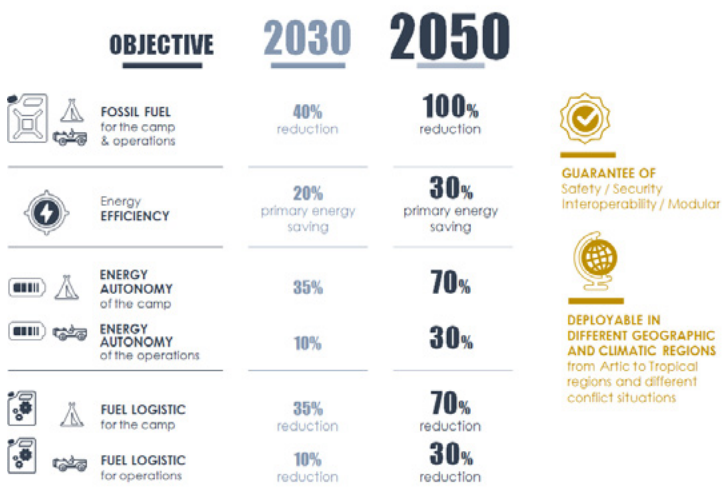 OBJECTIVE 2030 2050
FOSSIL FUEL
for the camp
& operations
40%
reduction
100%
reduction
Energy
EFFICIENCY
20%
primary energy
saving
30%
primary energy
saving
ENERGY
AUTONOMY
of the camp
35%
70%
ENERGY
AUTONOMY
of the operations
10%
30%
FUEL LOGISTIC
for the camp
35%
reduction
70%
reduction
FUEL LOGISTIC
for operations
10%
reduction
30%
reduction
GUARANTEE OF
Safety / Security
Interoperability / Modular
DEPLOYABLE IN
DIFFERENT GEOGRAPHIC
AND CLIMATIC REGIONS
from Artic to Tropical
regions and different
conflict situations